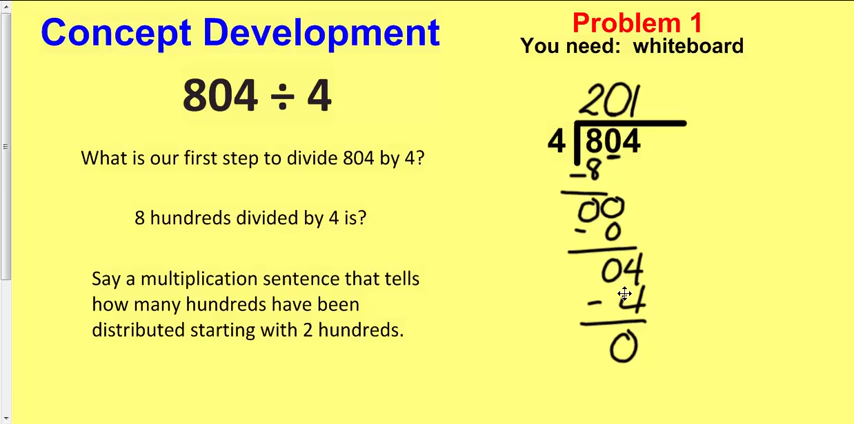 Concept Development
Problem 1
You need: whiteboard
804 ÷ 4
What is our first step to divide 804 by 4?
8 hundreds divided by 4 is?
Say a multiplication sentence that tells
how many hundreds have been
distributed starting with 2 hundreds.
201
4 804
-8
00
- 0
04
- 4
0